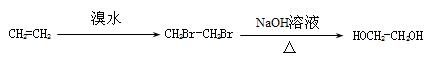 CH₂=CH₂ 溴水 CH₂Br-CH₂Br NaOH溶液 △ HOCH₂-CH₂OH